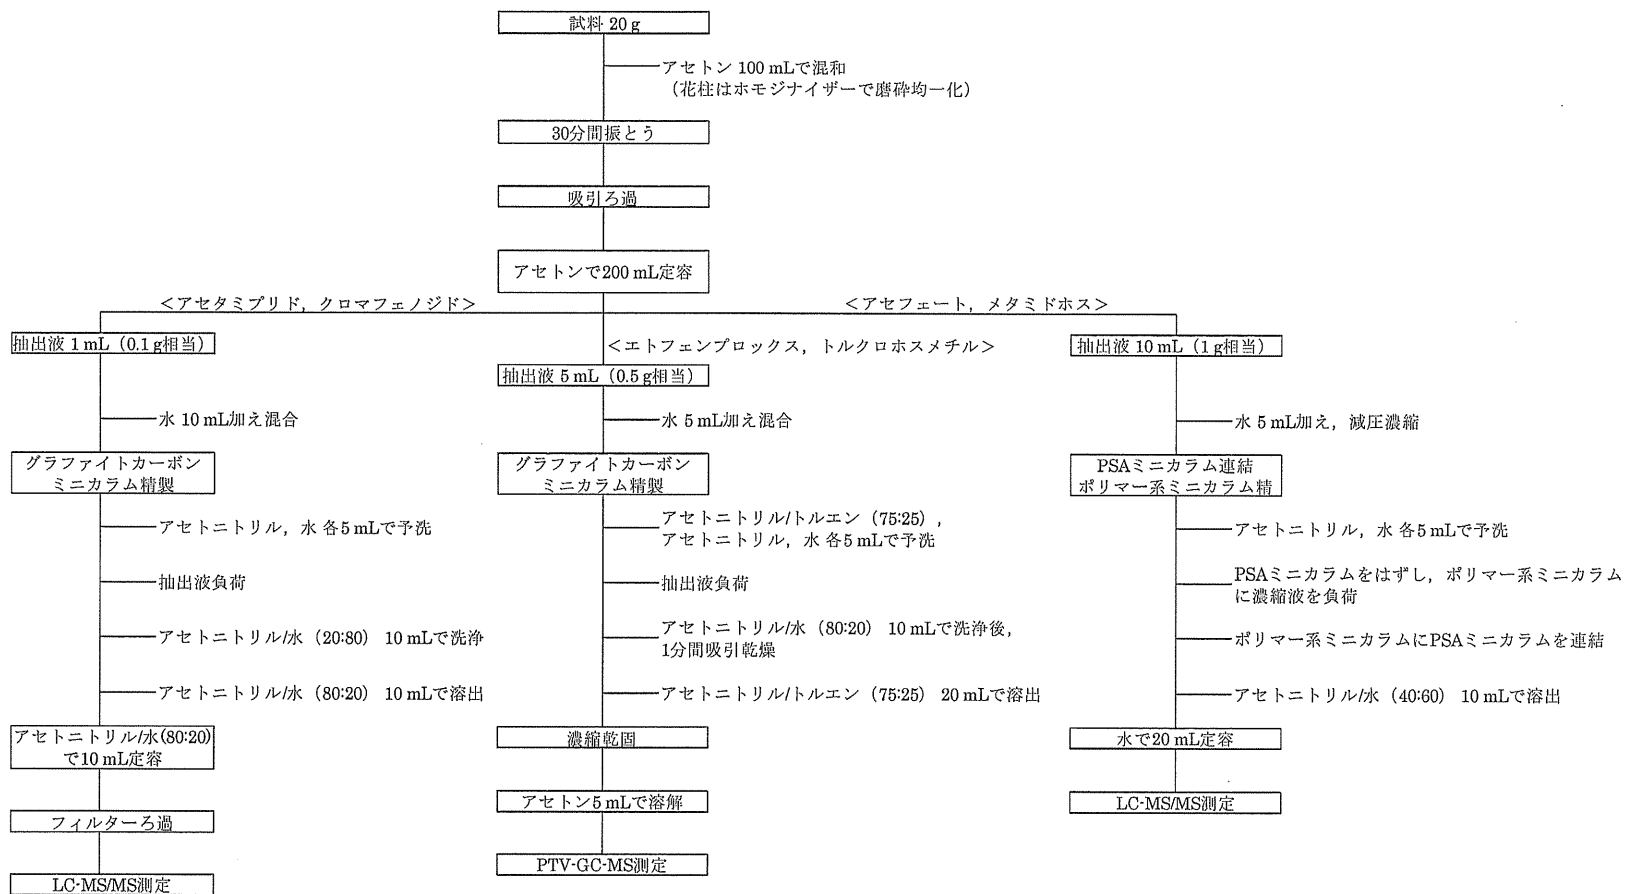 試料 20 g
アセトン 100 mLで混和
（花柱はホモジナイザーで磨砕均一化）
30分間振とう
吸引ろ過
アセトンで200 mL定容
＜アセタミプリド，クロマフェノジド＞
抽出液 1 mL（0.1 g相当）
水 10 mL加え混合
グラファイトカーボン
ミニカラム精製
アセトニトリル，水 各5 mLで予洗
抽出液負荷
アセトニトリル/水（20:80） 10 mLで洗浄
アセトニトリル/水（80:20） 10 mLで溶出
アセトニトリル/水(80:20)
で10 mL定容
フィルターろ過
LC-MS/MS測定
＜エトフェンプロックス，トルクロホスメチル＞
抽出液 5 mL（0.5 g相当）
水 5 mL加え混合
グラファイトカーボン
ミニカラム精製
アセトニトリル/トルエン（75:25），
アセトニトリル，水 各5 mLで予洗
抽出液負荷
アセトニトリル/水（80:20） 10 mLで洗浄後，
1分間吸引乾燥
アセトニトリル/トルエン（75:25） 20 mLで溶出
濃縮乾固
アセトン5 mLで溶解
PTV-GC-MS測定
＜アセフェート，メタミドホス＞
抽出液 10 mL（1 g相当）
水 5 mL加え，減圧濃縮
PSAミニカラム連結
ポリマー系ミニカラム精
アセトニトリル，水 各5 mLで予洗
PSAミニカラムをはずし，ポリマー系ミニカラム
に濃縮液を負荷
ポリマー系ミニカラムにPSAミニカラムを連結
アセトニトリル/水（40:60） 10 mLで溶出
水で20 mL定容
LC-MS/MS測定